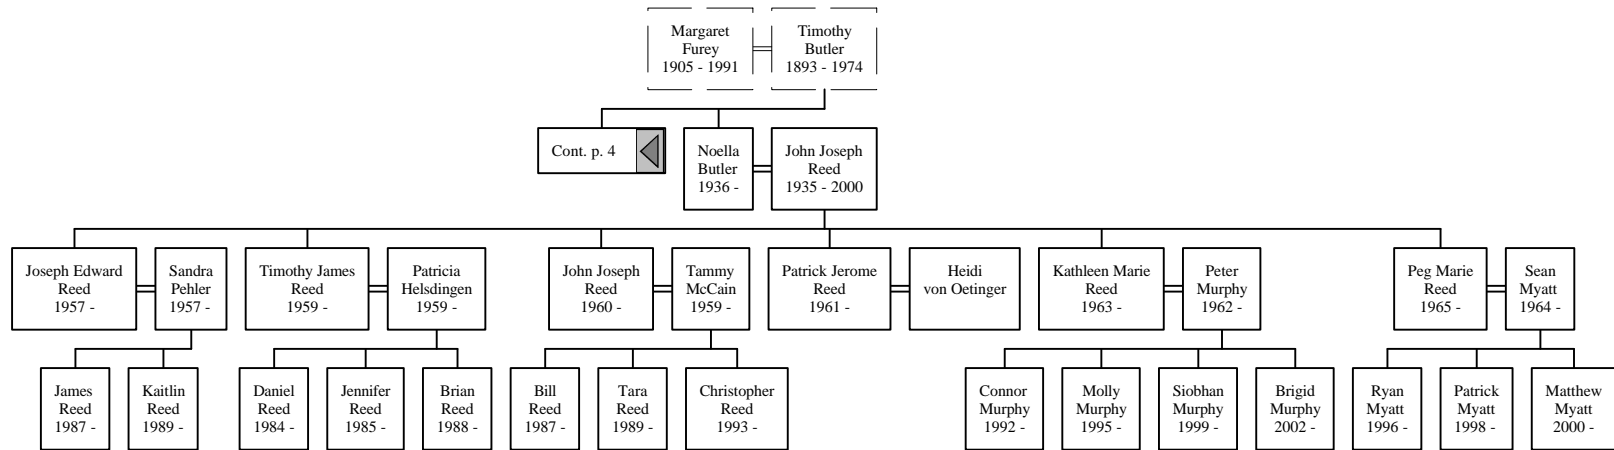 Margaret
Furey
1905 - 1991
Timothy
Butler
1893 - 1974
Cont. p. 4
Noella
Butler
1936 -
John Joseph
Reed
1935 - 2000
Joseph Edward
Reed
1957 -
Sandra
Pehler
1957 -
Timothy James
Reed
1959 -
Patricia
Helsdingen
1959 -
John Joseph
Reed
1960 -
Tammy
McCain
1959 -
Patrick Jerome
Reed
1961 -
Heidi
von Oetinger
Kathleen Marie
Reed
1963 -
Peter
Murphy
1962 -
Peg Marie
Reed
1965 -
Sean
Myatt
1964 -
James
Reed
1987 -
Kaitlin
Reed
1989 -
Daniel
Reed
1984 -
Jennifer
Reed
1985 -
Brian
Reed
1988 -
Bill
Reed
1987 -
Tara
Reed
1989 -
Christopher
Reed
1993 -
Connor
Murphy
1992 -
Molly
Murphy
1995 -
Siobhan
Murphy
1999 -
Brigid
Murphy
2002 -
Ryan
Myatt
1996 -
Patrick
Myatt
1998 -
Matthew
Myatt
2000 -